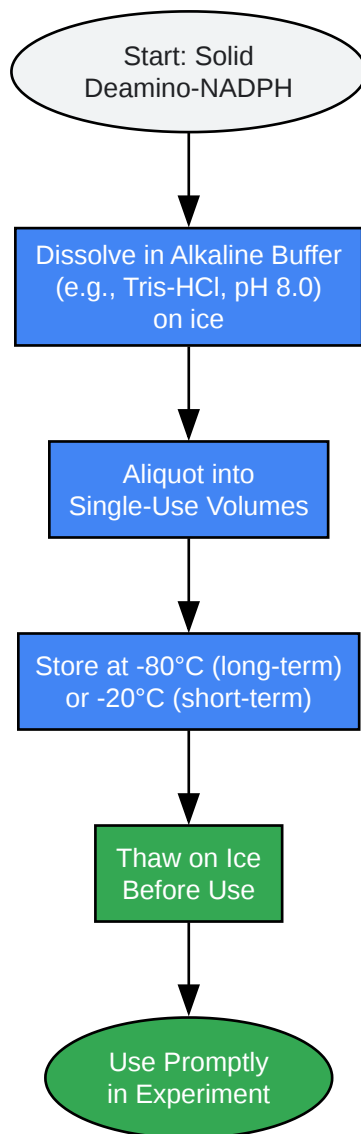 Start: Solid
Deamino-NADPH
Dissolve in Alkaline Buffer
(e.g., Tris-HCl, pH 8.0)
on ice
Aliquot into
Single-Use Volumes
Store at -80°C (long-term)
or -20°C (short-term)
Thaw on Ice
Before Use
Use Promptly
in Experiment